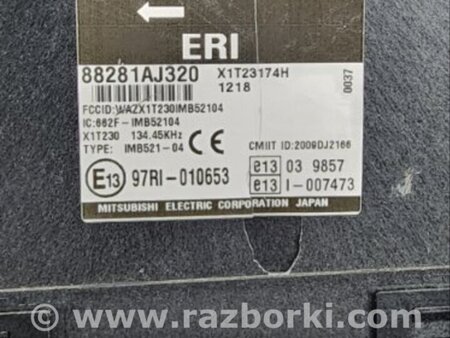 ERI
88281AJ320 X1T23174H
1218
0037
FCCID:WAZX1T230IMB52104
IC:662F-IMB52104
X1T230 134.45KHz
TYPE: IMB521-04 CMIIT ID:2009DJ2166
E13 97RI-010653 e13 03 9857
e13 I-007473
MITSUBISHI ELECTRIC CORPORATION JAPAN
© www.razborki.com